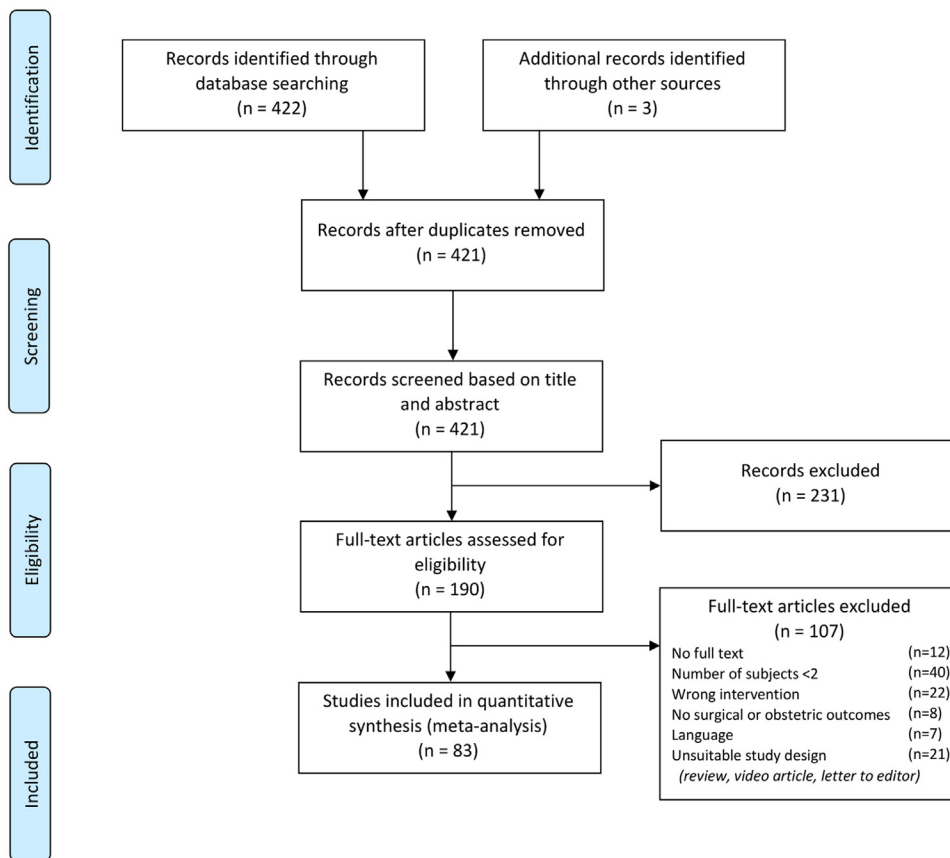 Identification
Records identified through
database searching
(n = 422)
Additional records identified
through other sources
(n = 3)
Records after duplicates removed
(n = 421)
Screening
Records screened based on title
and abstract
(n = 421)
Records excluded
(n = 231)
Eligibility
Full-text articles assessed for
eligibility
(n = 190)
Full-text articles excluded
(n = 107)
No full text (n=12)
Number of subjects <2 (n=40)
Wrong intervention (n=22)
No surgical or obstetric outcomes (n=8)
Language (n=7)
Unsuitable study design (n=21)
(review, video article, letter to editor)
Included
Studies included in quantitative
synthesis (meta-analysis)
(n = 83)